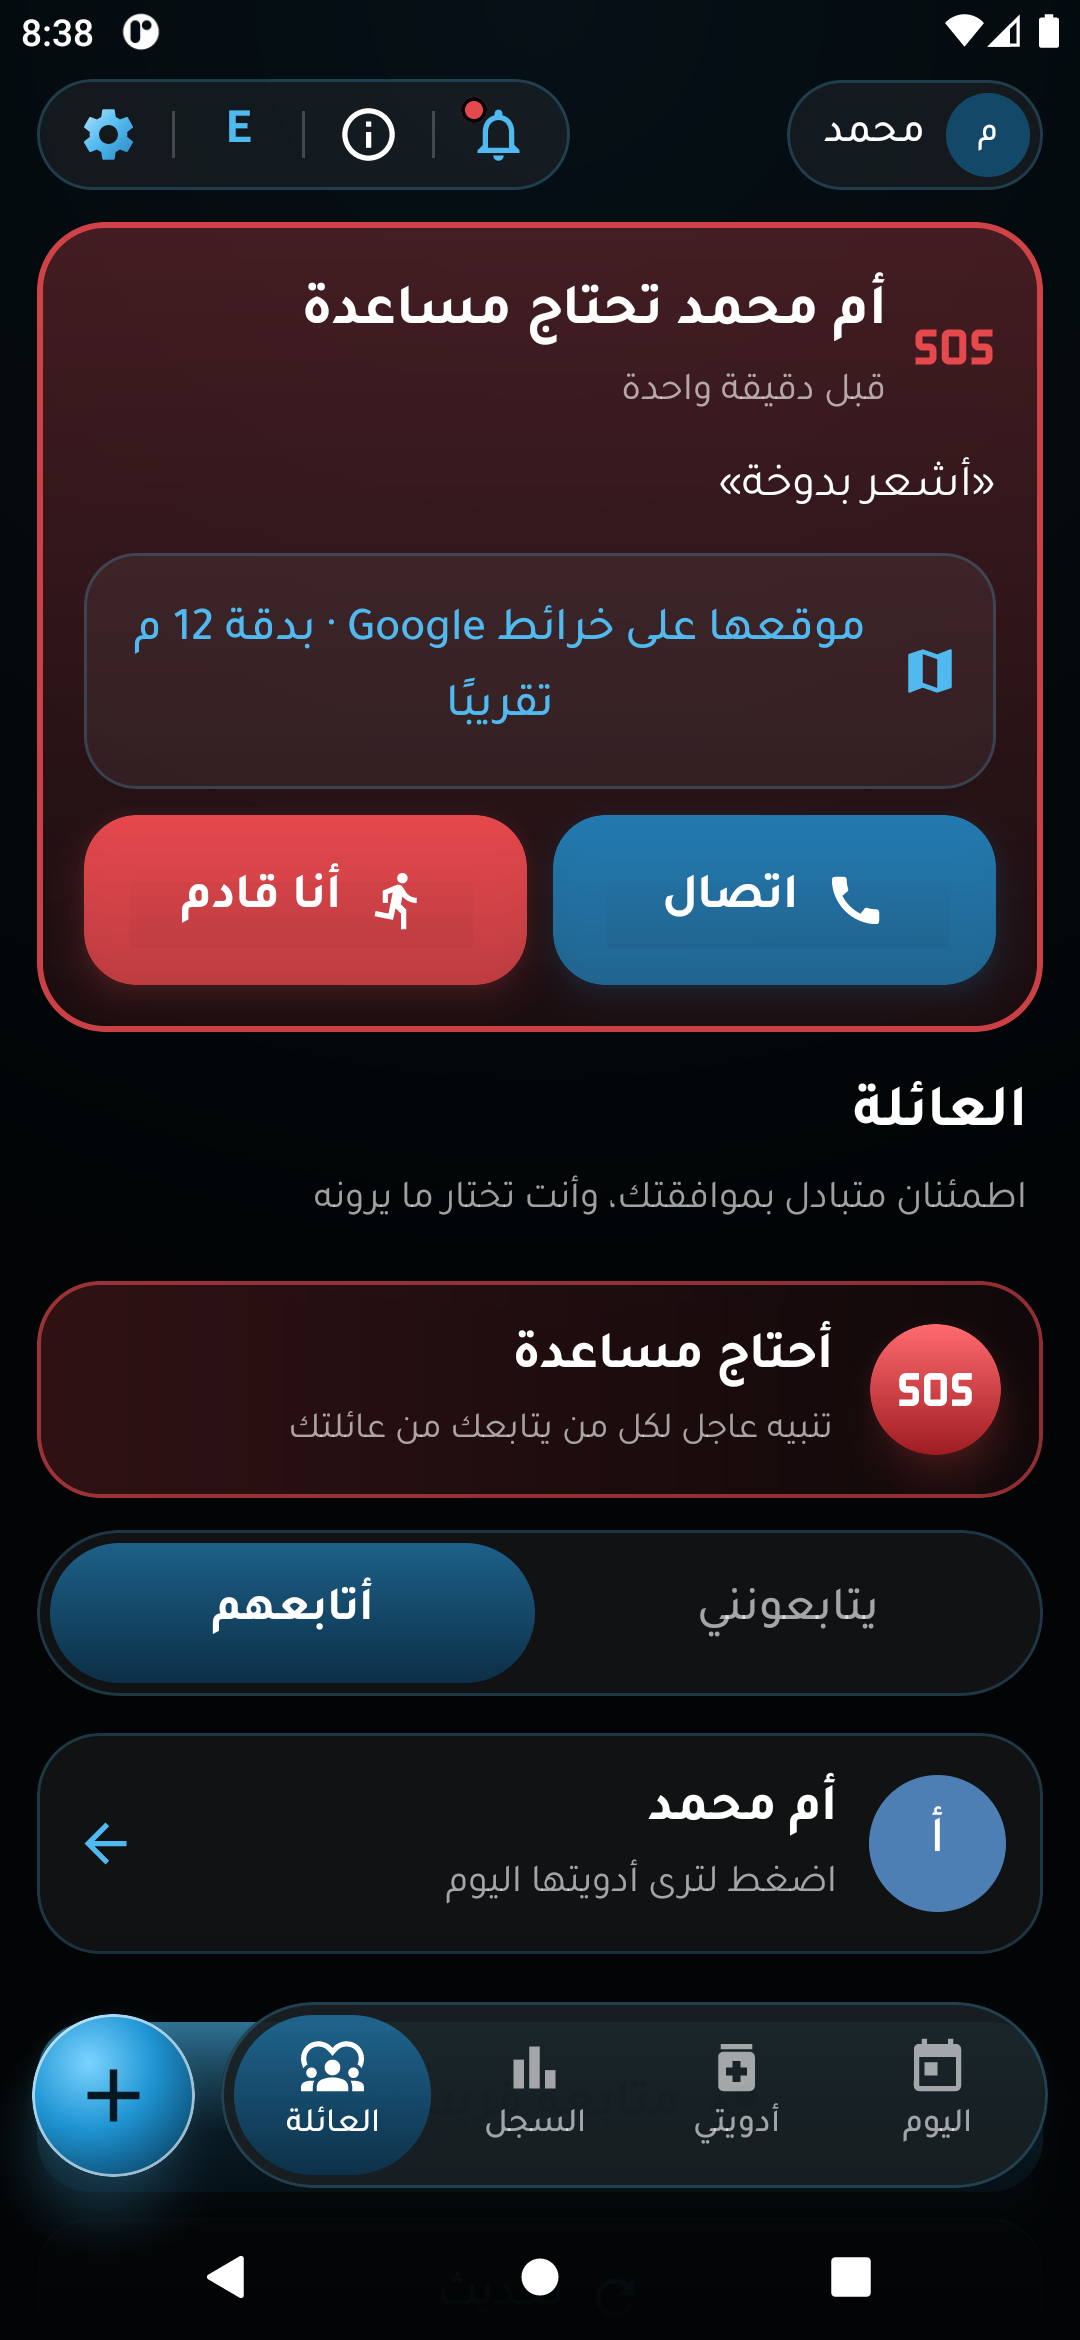 8:38
م محمد
E
أم محمد تحتاج مساعدة
SOS
قبل دقيقة واحدة
«أشعر بدوخة»
موقعها على خرائط Google · بدقة 12 م
تقريبًا
اتصال
أنا قادم
العائلة
اطمئنان متبادل بموافقتك، وأنت تختار ما يرونه
أحتاج مساعدة
SOS
تنبيه عاجل لكل من يتابعك من عائلتك
يتابعونني
أتابعهم
أ
أم محمد
اضغط لترى أدويتها اليوم
اليوم
أدويتي
السجل
العائلة
تحديث